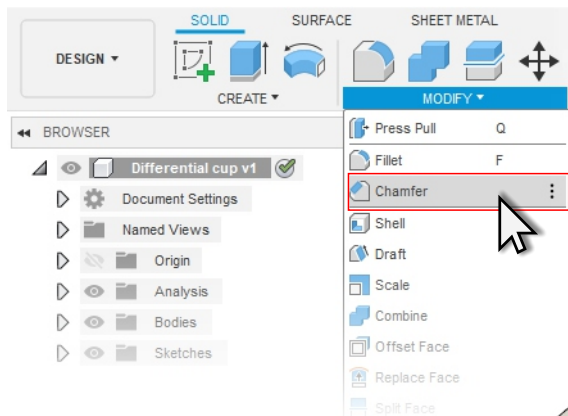 SOLID SURFACE SHEET METAL
DESIGN ▾
CREATE ▾ MODIFY ▾
BROWSER
Differential cup v1
Document Settings
Named Views
Origin
Analysis
Bodies
Sketches
Press Pull Q
Fillet F
Chamfer
Shell
Draft
Scale
Combine
Offset Face
Replace Face
Split Face